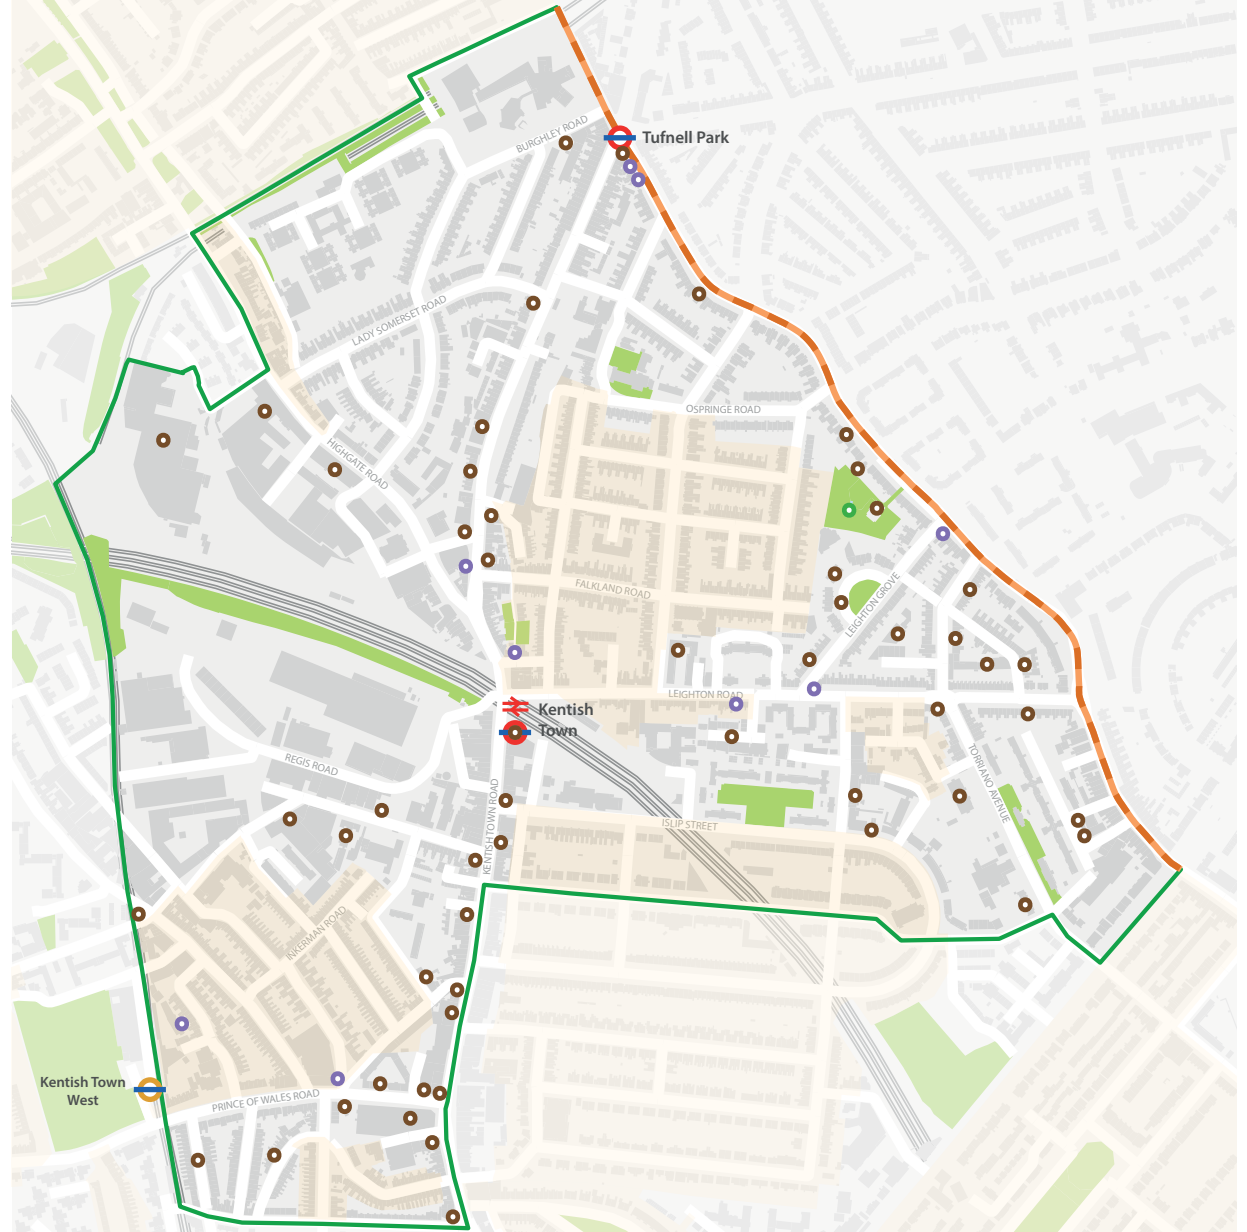 BURGHLEY ROAD
Tufnell Park
LADY SOMERSET ROAD
OSPRINGE ROAD
HIGHGATE ROAD
FALKLAND ROAD
LEIGHTON GROVE
LEIGHTON ROAD
Kentish
Town
TORRIANO AVENUE
REGIS ROAD
KENTISH TOWN ROAD
ISLIP STREET
INKERMAN ROAD
Kentish Town
West
PRINCE OF WALES ROAD